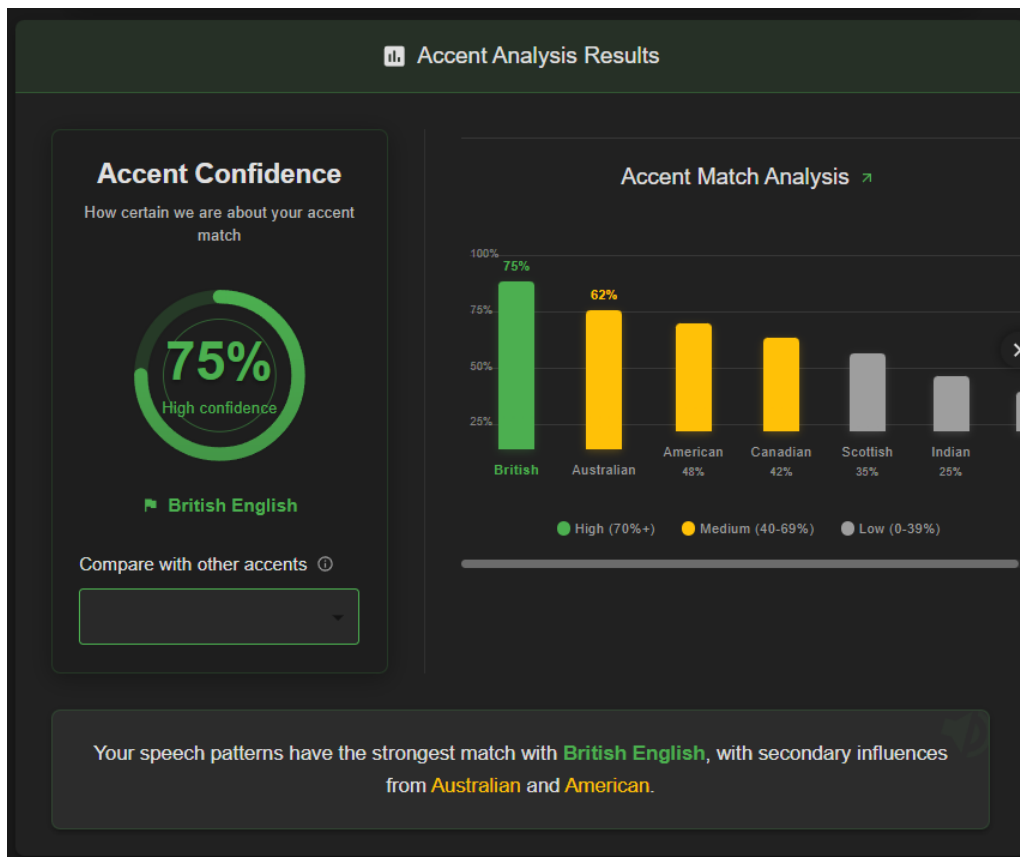 Accent Analysis Results
Accent Confidence
How certain we are about your accent
match
75%
High confidence
British English
Compare with other accents
Accent Match Analysis
100%
75%
50%
25%
75%
62%
British
Australian
American
48%
Canadian
42%
Scottish
35%
Indian
25%
High (70%+)
Medium (40-69%)
Low (0-39%)
Your speech patterns have the strongest match with British English, with secondary influences
from Australian and American.